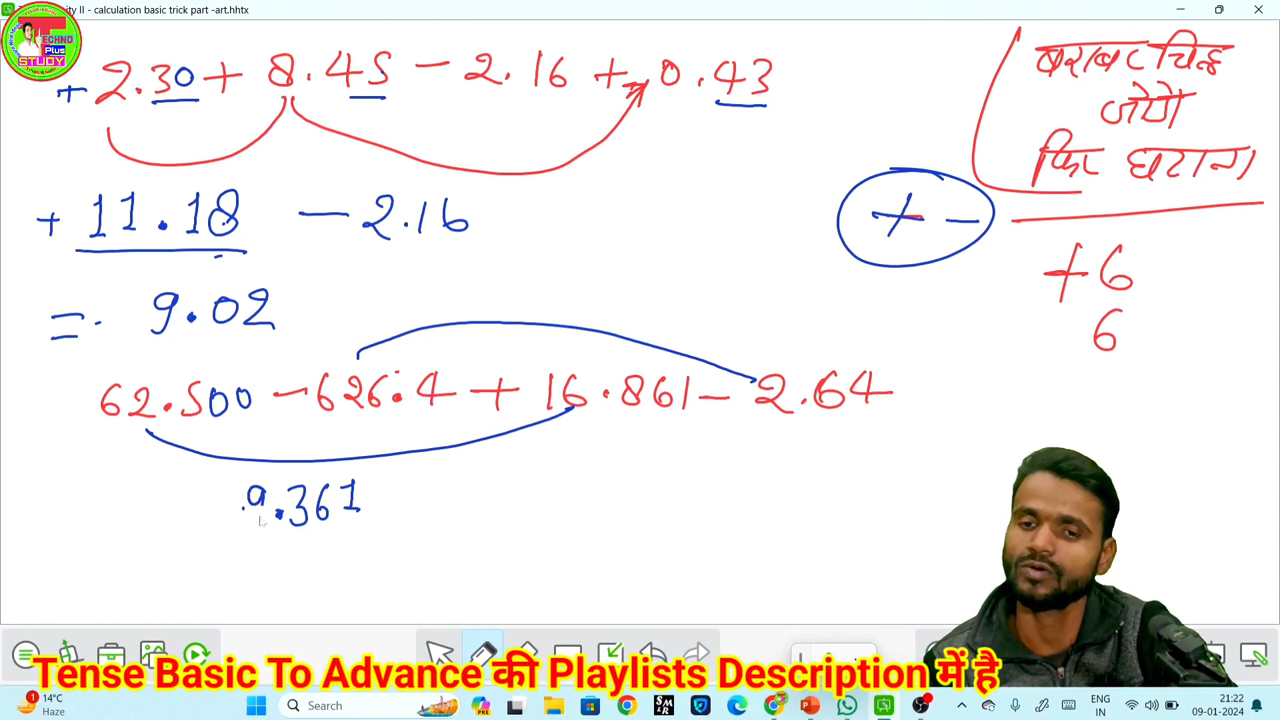 ity II - calculation basic trick part -art.hhtx
TECHNO
Plus
STUDY
+ 2.30 + 8.45 - 2.16 + 0.43
बराबर चिन्ह
जोड़ो
फिर घटाना
+ 11.18 - 2.16
+ -
= 9.02
+6
6
62.500 - 626.4 + 16.861 - 2.64
9.361
Tense Basic To Advance की Playlists Description में है
1
14°C
Haze
Search
ENG
IN
21:22
09-01-2024